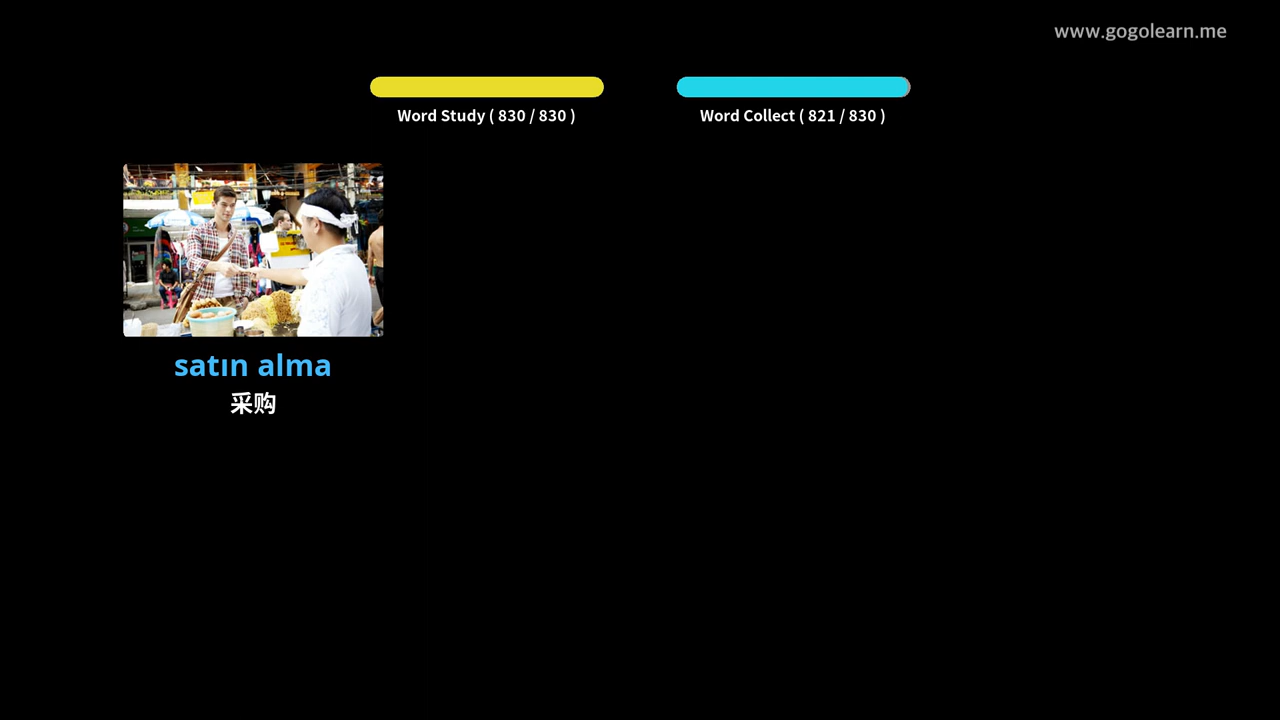 www.gogolearn.me
Word Study ( 830 / 830 )
Word Collect ( 821 / 830 )
satın alma
采购